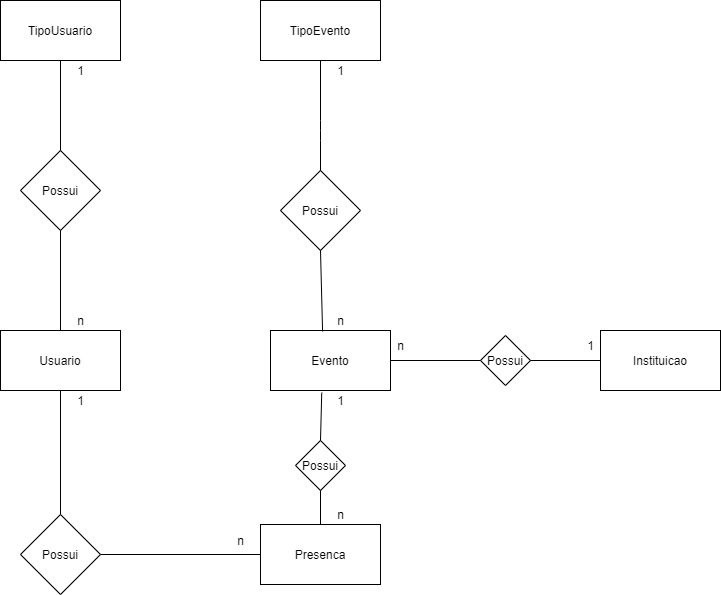 TipoUsuario
TipoEvento
1
1
Possui
Possui
n
n
Usuario
Evento
n
Possui
1
Instituicao
1
1
Possui
n
Possui
n
Presenca